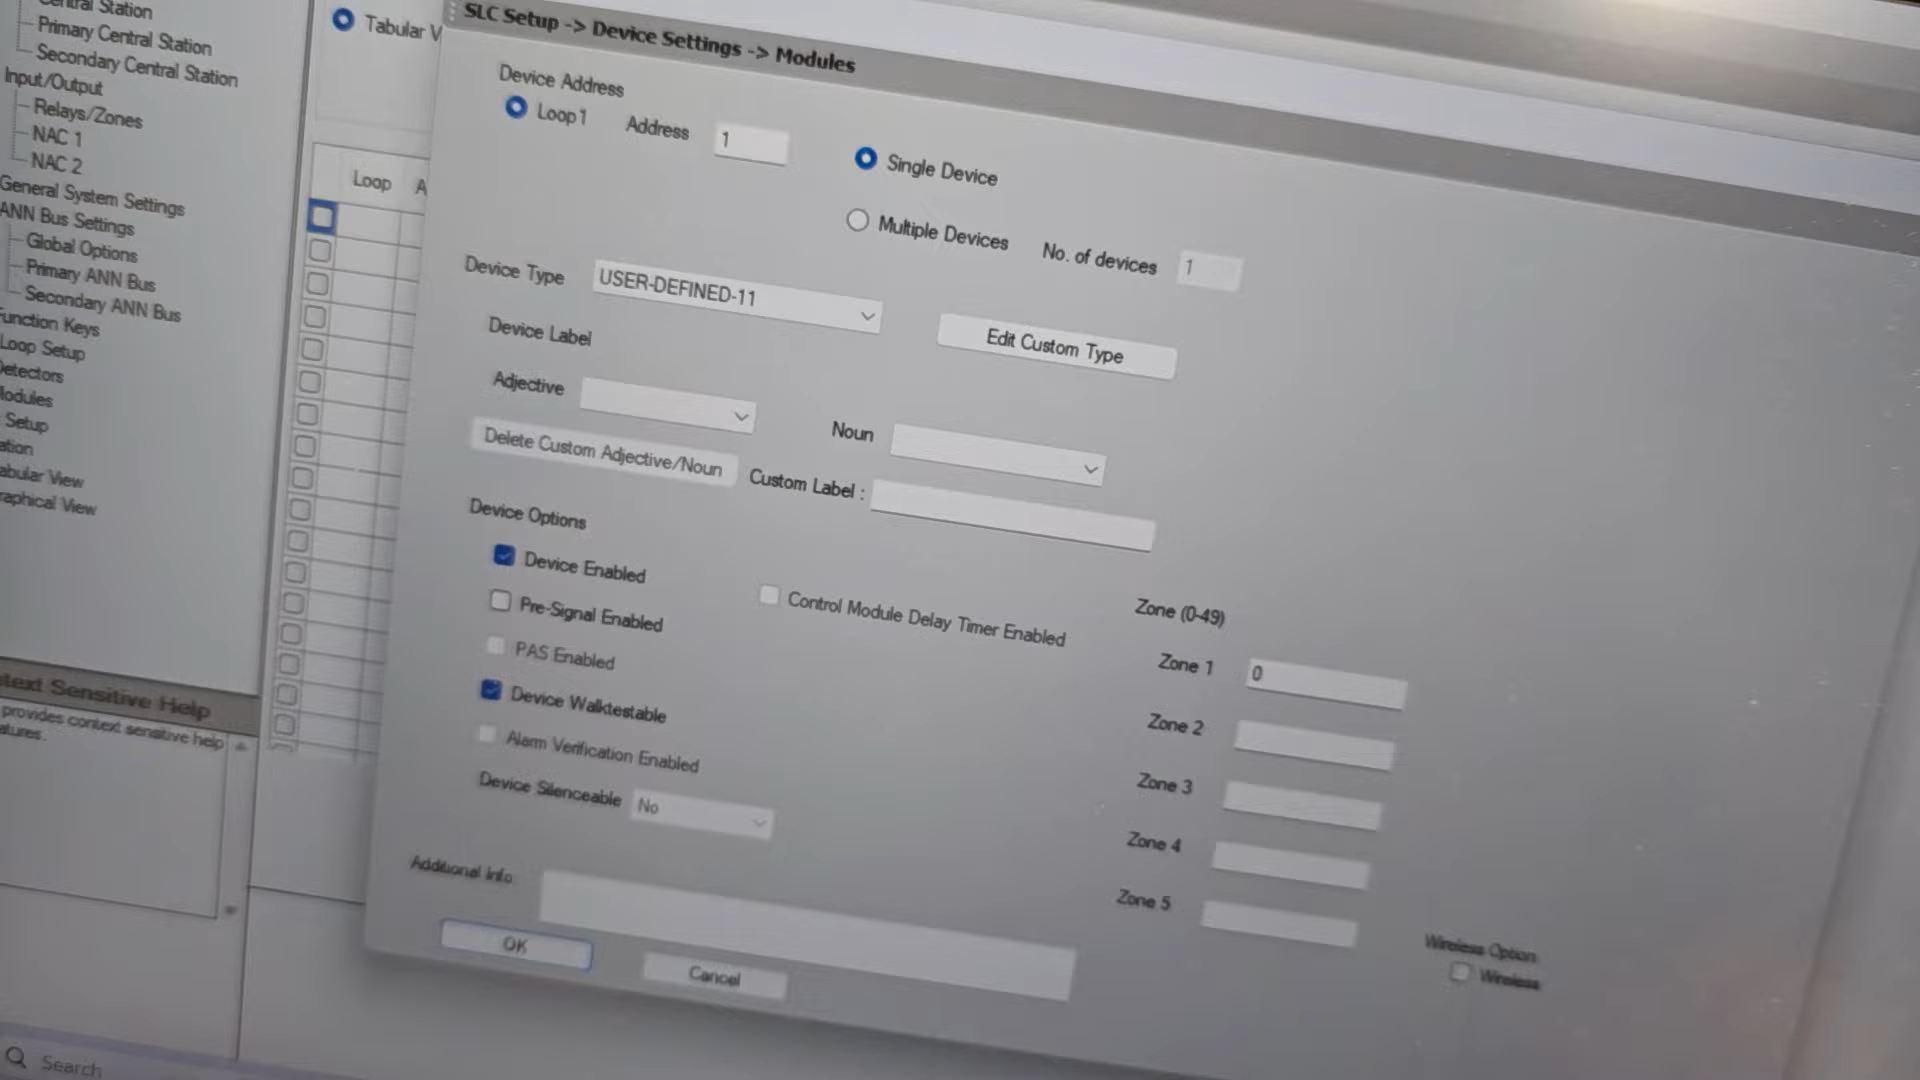 Central Station
Primary Central Station
Secondary Central Station
Input/Output
Relays/Zones
NAC 1
NAC 2
General System Settings
ANN Bus Settings
Global Options
Primary ANN Bus
Secondary ANN Bus
Function Keys
Loop Setup
Detectors
Modules
Setup
ation
abular View
raphical View
text Sensitive Help
provides context sensitive help
atures.
Search
Tabular V
Loop A
SLC Setup -> Device Settings -> Modules
Device Address
Loop1 Address 1
Single Device
Multiple Devices No. of devices 1
Device Type USER-DEFINED-11
Edit Custom Type
Device Label
Adjective
Noun
Delete Custom Adjective/Noun
Custom Label :
Device Options
Device Enabled
Pre-Signal Enabled
PAS Enabled
Device Walktestable
Alarm Verification Enabled
Device Silenceable No
Control Module Delay Timer Enabled
Zone (0-49)
Zone 1 0
Zone 2
Zone 3
Zone 4
Zone 5
Additional Info
OK
Cancel
Wireless Option
Wireless